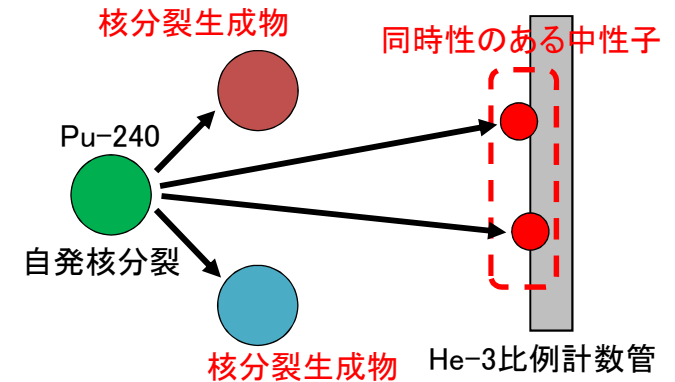 核分裂生成物
同時性のある中性子
Pu-240
自発核分裂
核分裂生成物
He-3比例計数管